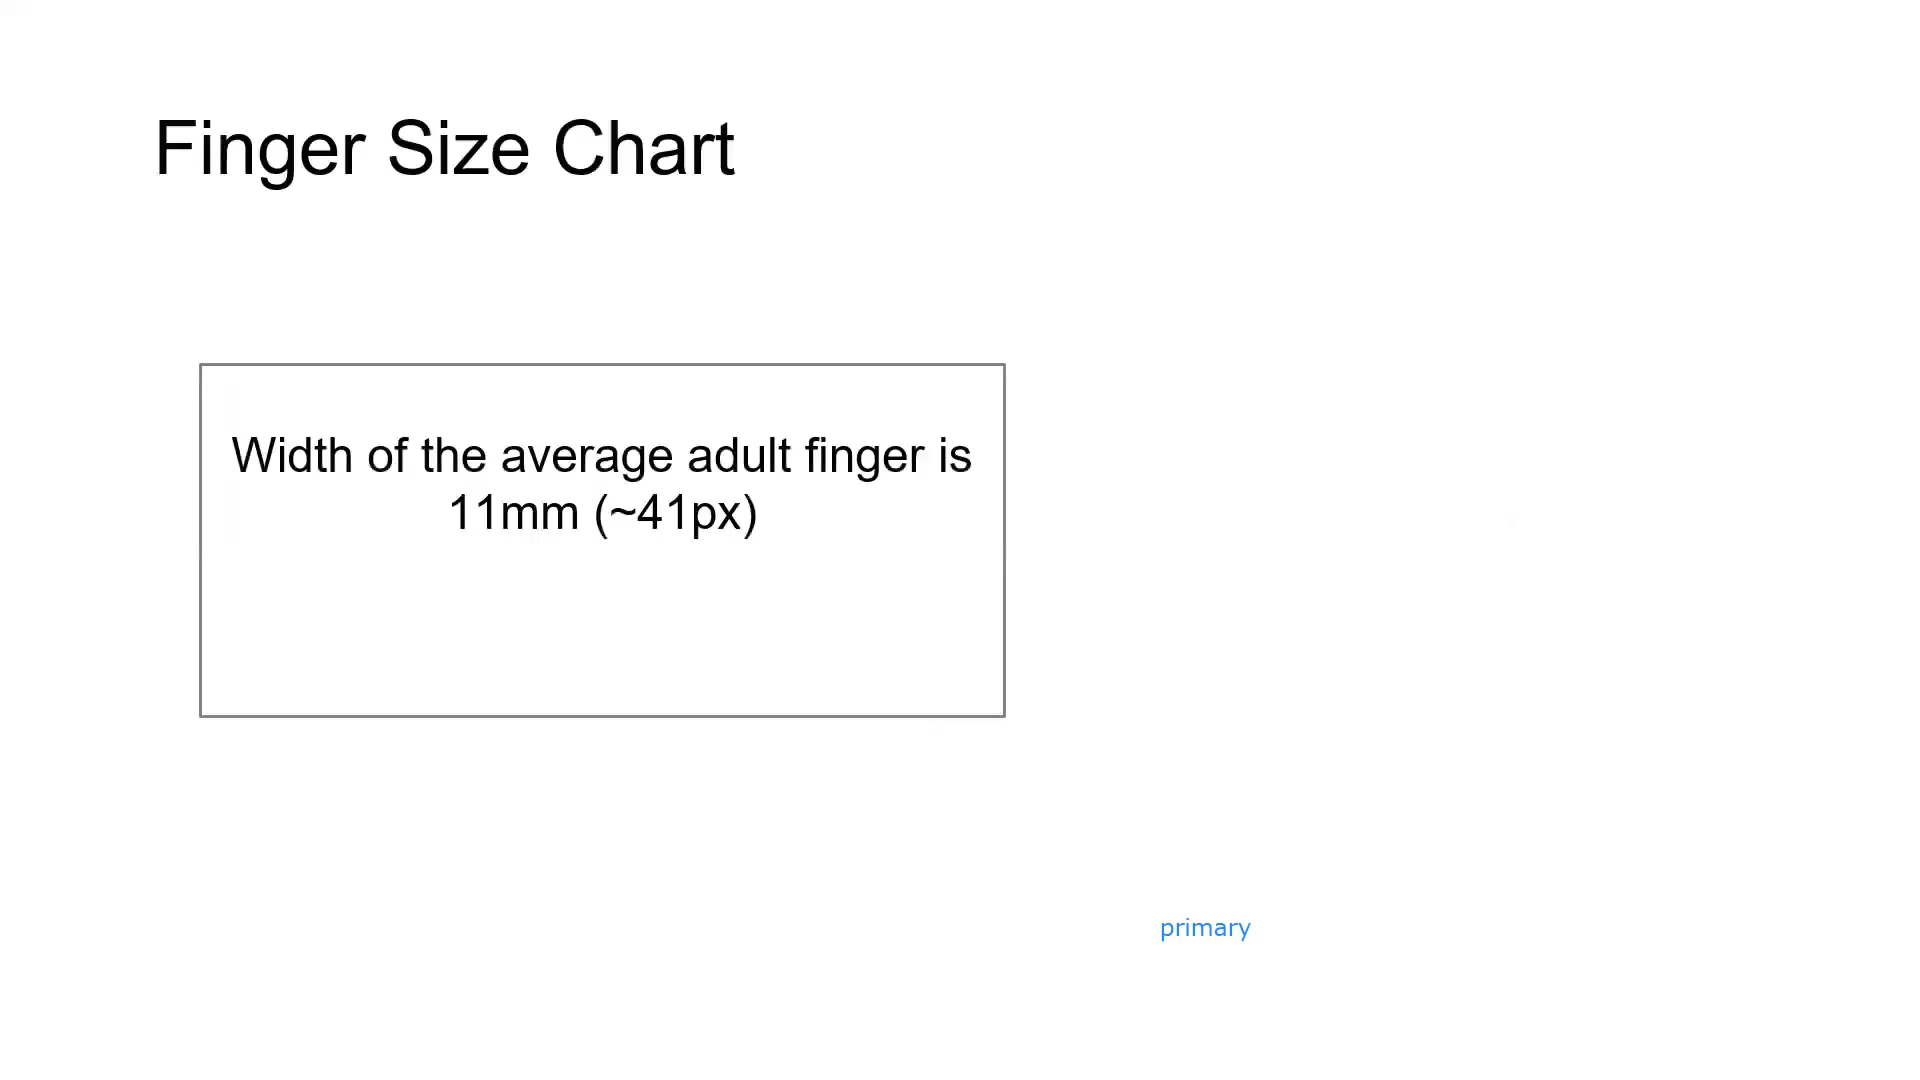 Finger Size Chart
Width of the average adult finger is
11mm (~41px)
primary